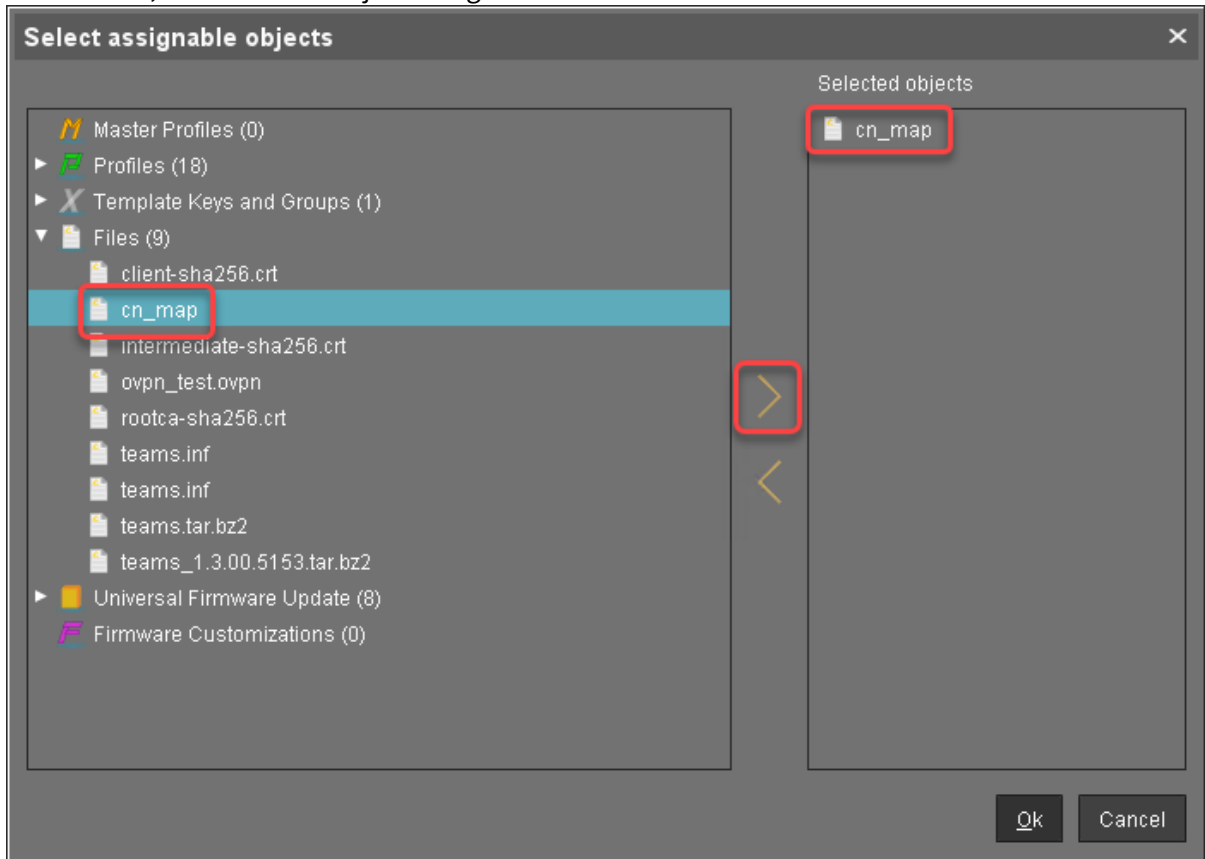 Select assignable objects
Selected objects
Master Profiles (0)
Profiles (18)
Template Keys and Groups (1)
Files (9)
client-sha256.crt
cn_map
intermediate-sha256.crt
ovpn_test.ovpn
rootca-sha256.crt
teams.inf
teams.inf
teams.tar.bz2
teams_1.3.00.5153.tar.bz2
Universal Firmware Update (8)
Firmware Customizations (0)
cn_map
Ok
Cancel